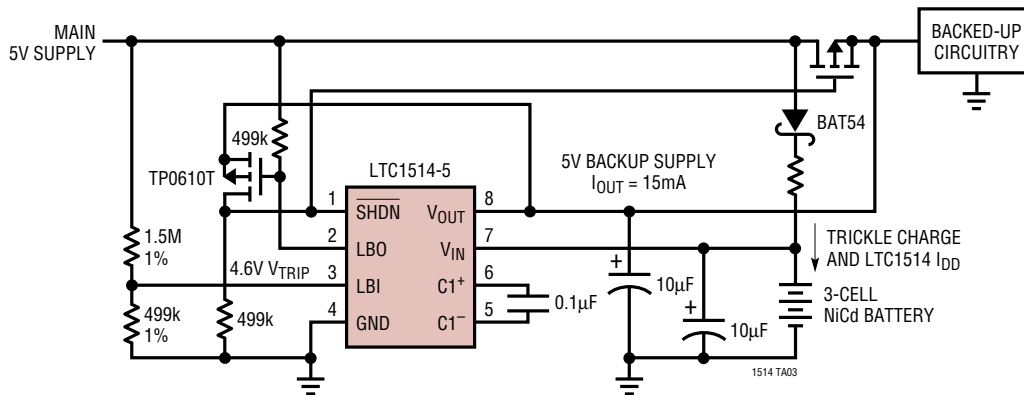 MAIN
5V SUPPLY
BACKED-UP
CIRCUITRY
BAT54
499k
TP0610T
LTC1514-5
5V BACKUP SUPPLY
IOUT = 15mA
1
SHDN
VOUT
8
2
LBO
VIN
7
3
LBI
C1+
6
4
GND
C1–
5
1.5M
1%
4.6V VTRIP
499k
1%
499k
0.1µF
+
10µF
+
10µF
TRICKLE CHARGE
AND LTC1514 IDD
3-CELL
NiCd BATTERY
1514 TA03